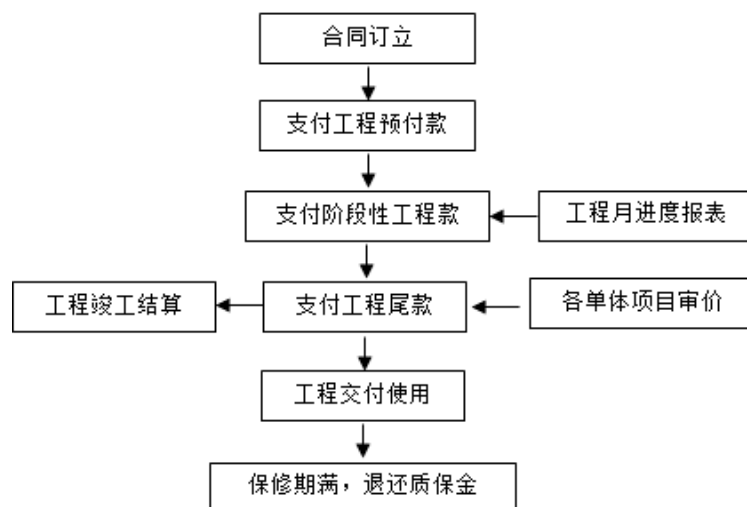 合同订立
支付工程预付款
支付阶段性工程款
工程月进度报表
工程竣工结算
支付工程尾款
各单体项目审价
工程交付使用
保修期满，退还质保金